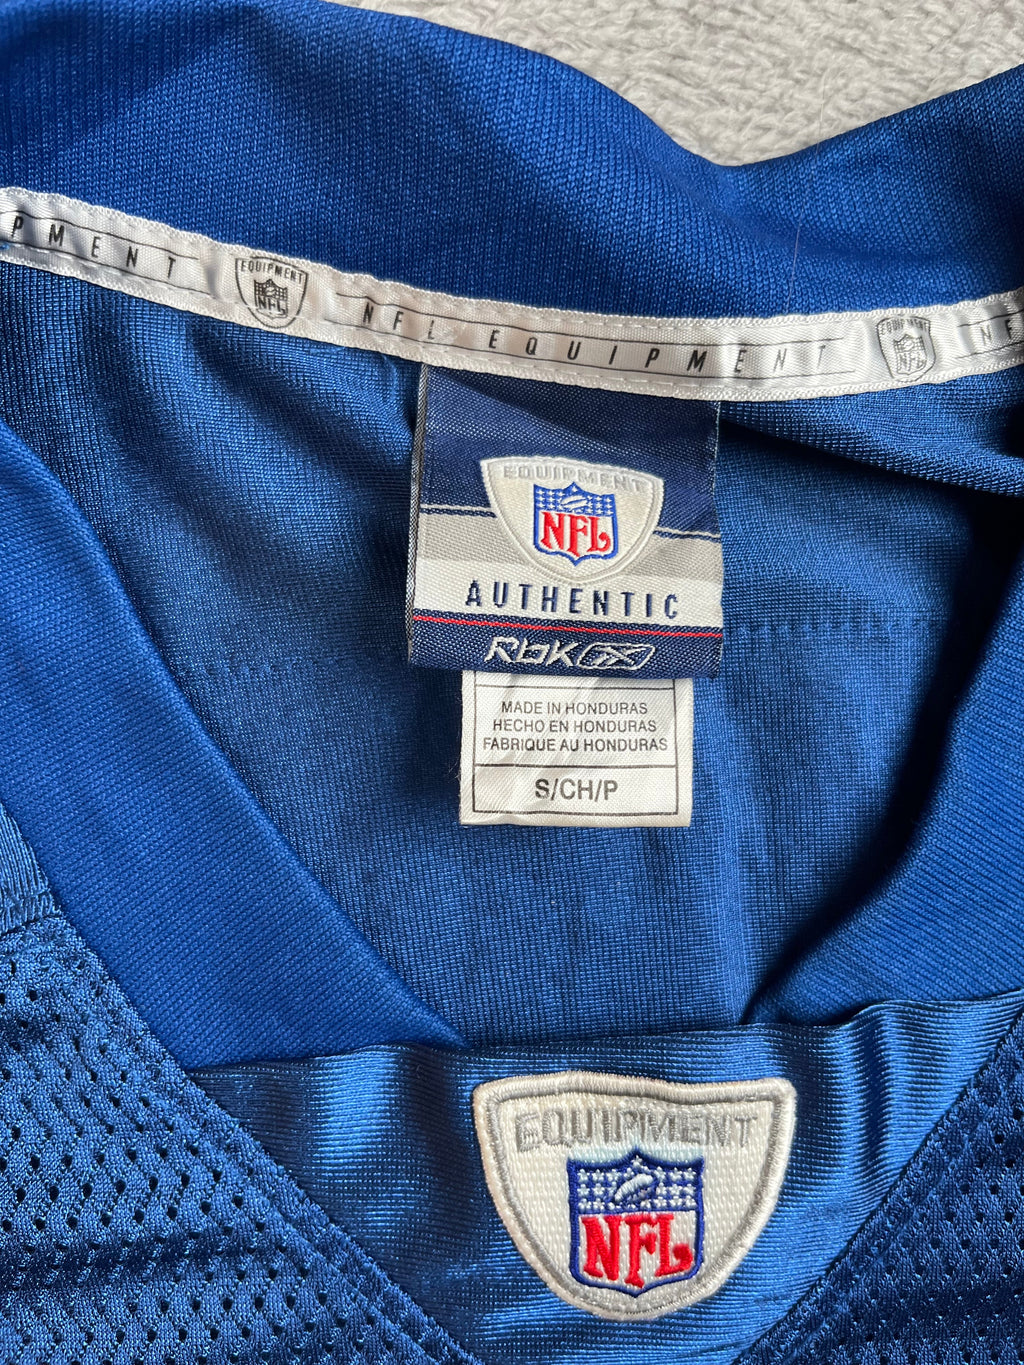 PMENT
EQUIPMENT
NFL
NFL EQUIPMENT
EQUIPMENT
NFL
NF
EQUIPMENT
NFL
AUTHENTIC
RbK
MADE IN HONDURAS
HECHO EN HONDURAS
FABRIQUE AU HONDURAS
S/CH/P
EQUIPMENT
NFL